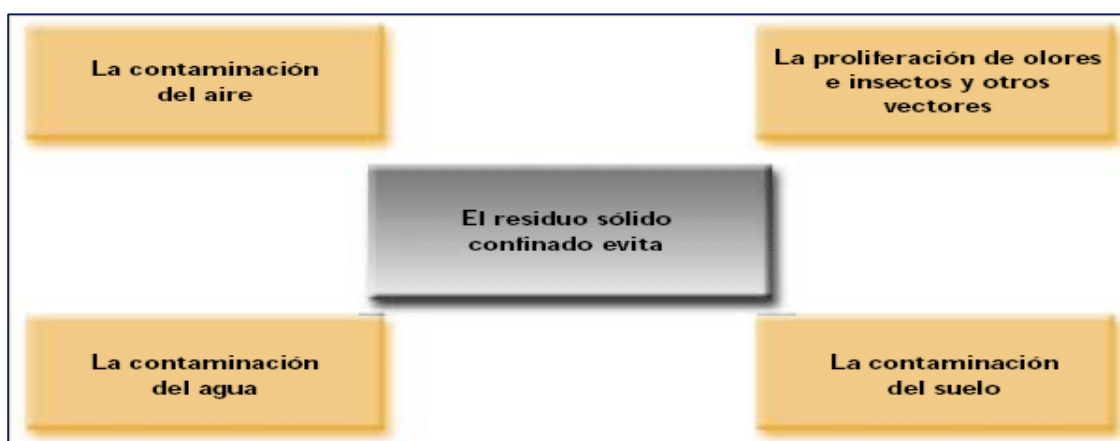 La contaminación
del aire
La proliferación de olores
e insectos y otros
vectores
El residuo sólido
confinado evita
La contaminación
del agua
La contaminación
del suelo